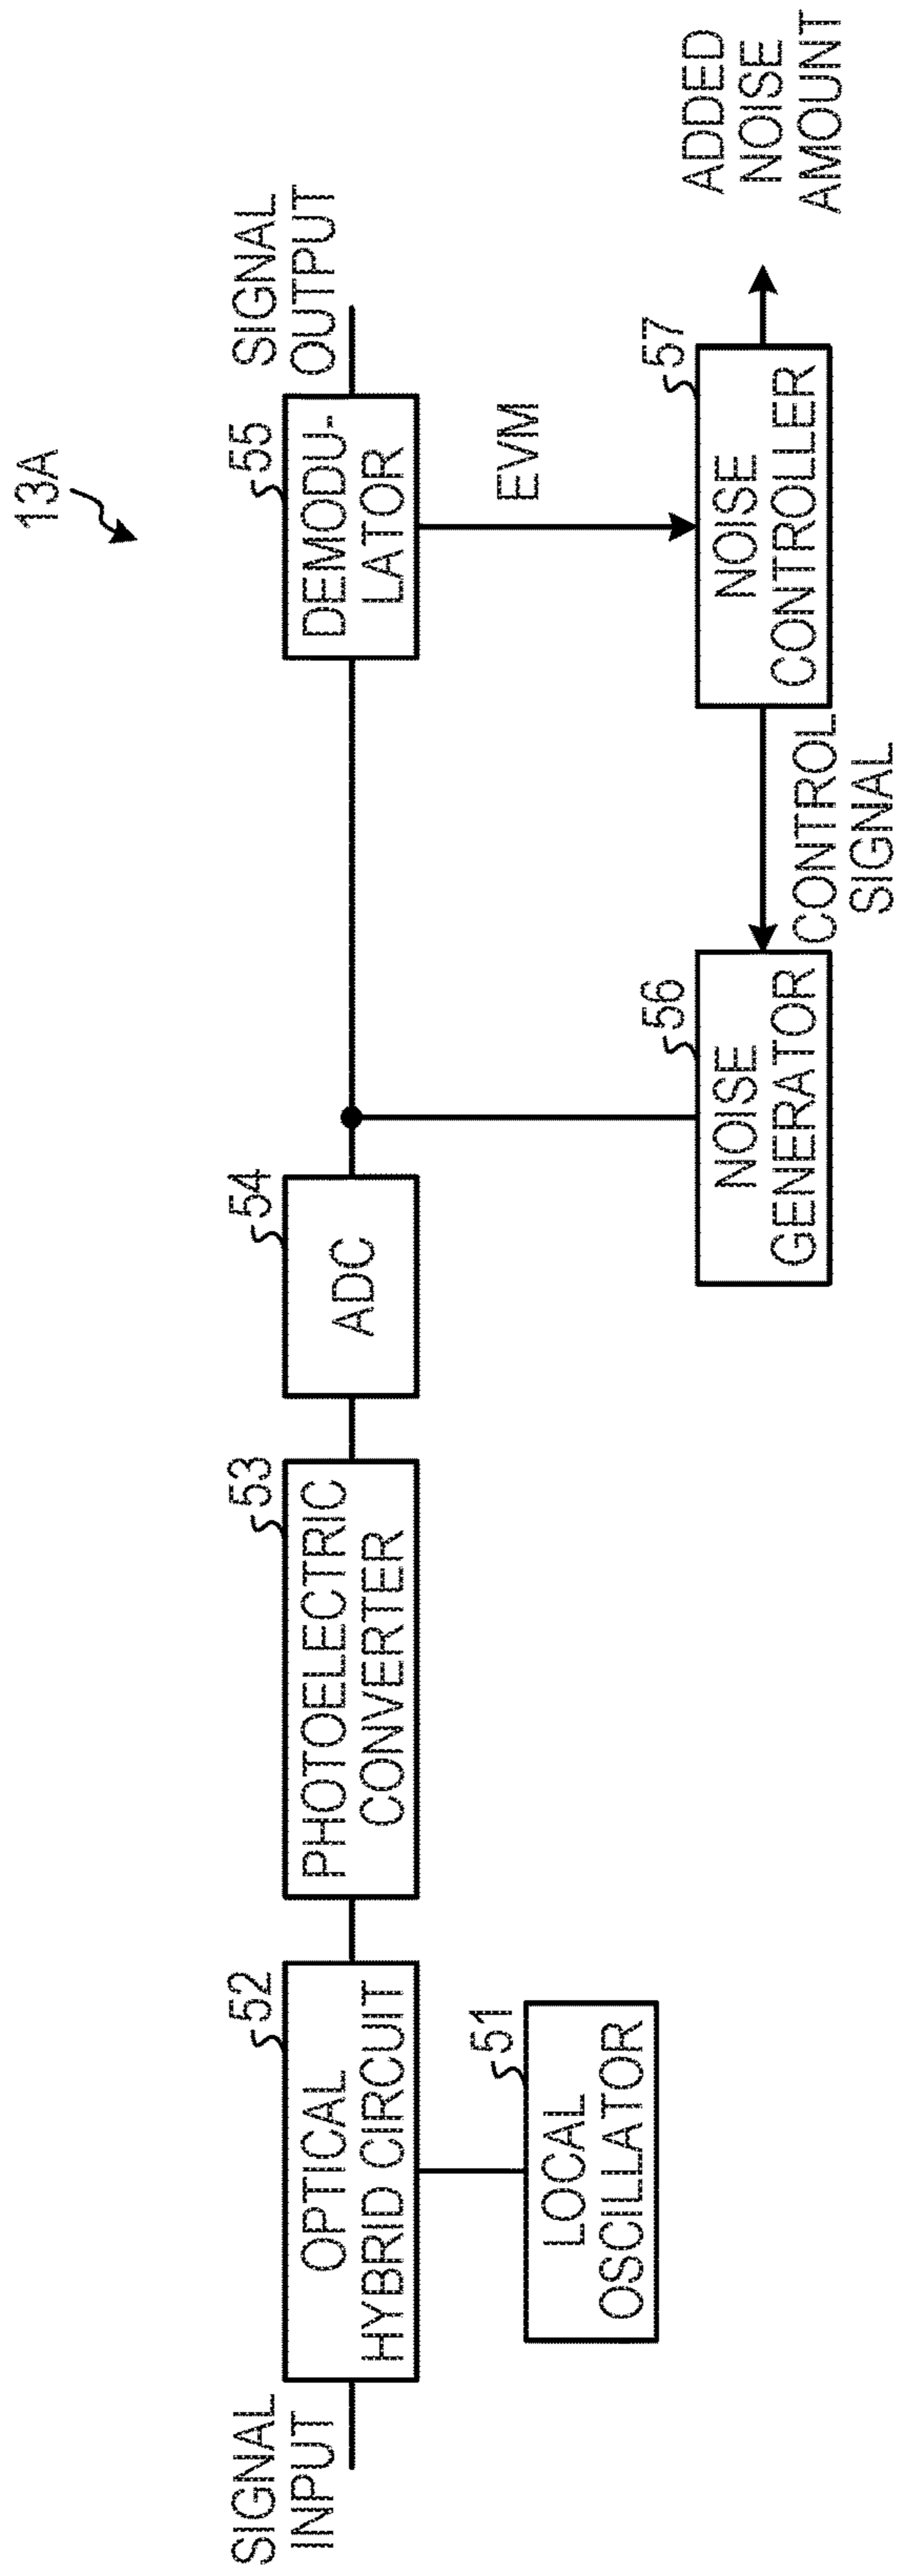 13A
SIGNAL
INPUT
52
OPTICAL
HYBRID CIRCUIT
51
LOCAL
OSCILLATOR
53
PHOTOELECTRIC
CONVERTER
54
ADC
55
DEMODU-
LATOR
SIGNAL
OUTPUT
EVM
56
NOISE
GENERATOR
CONTROL
SIGNAL
57
NOISE
CONTROLLER
ADDED
NOISE
AMOUNT